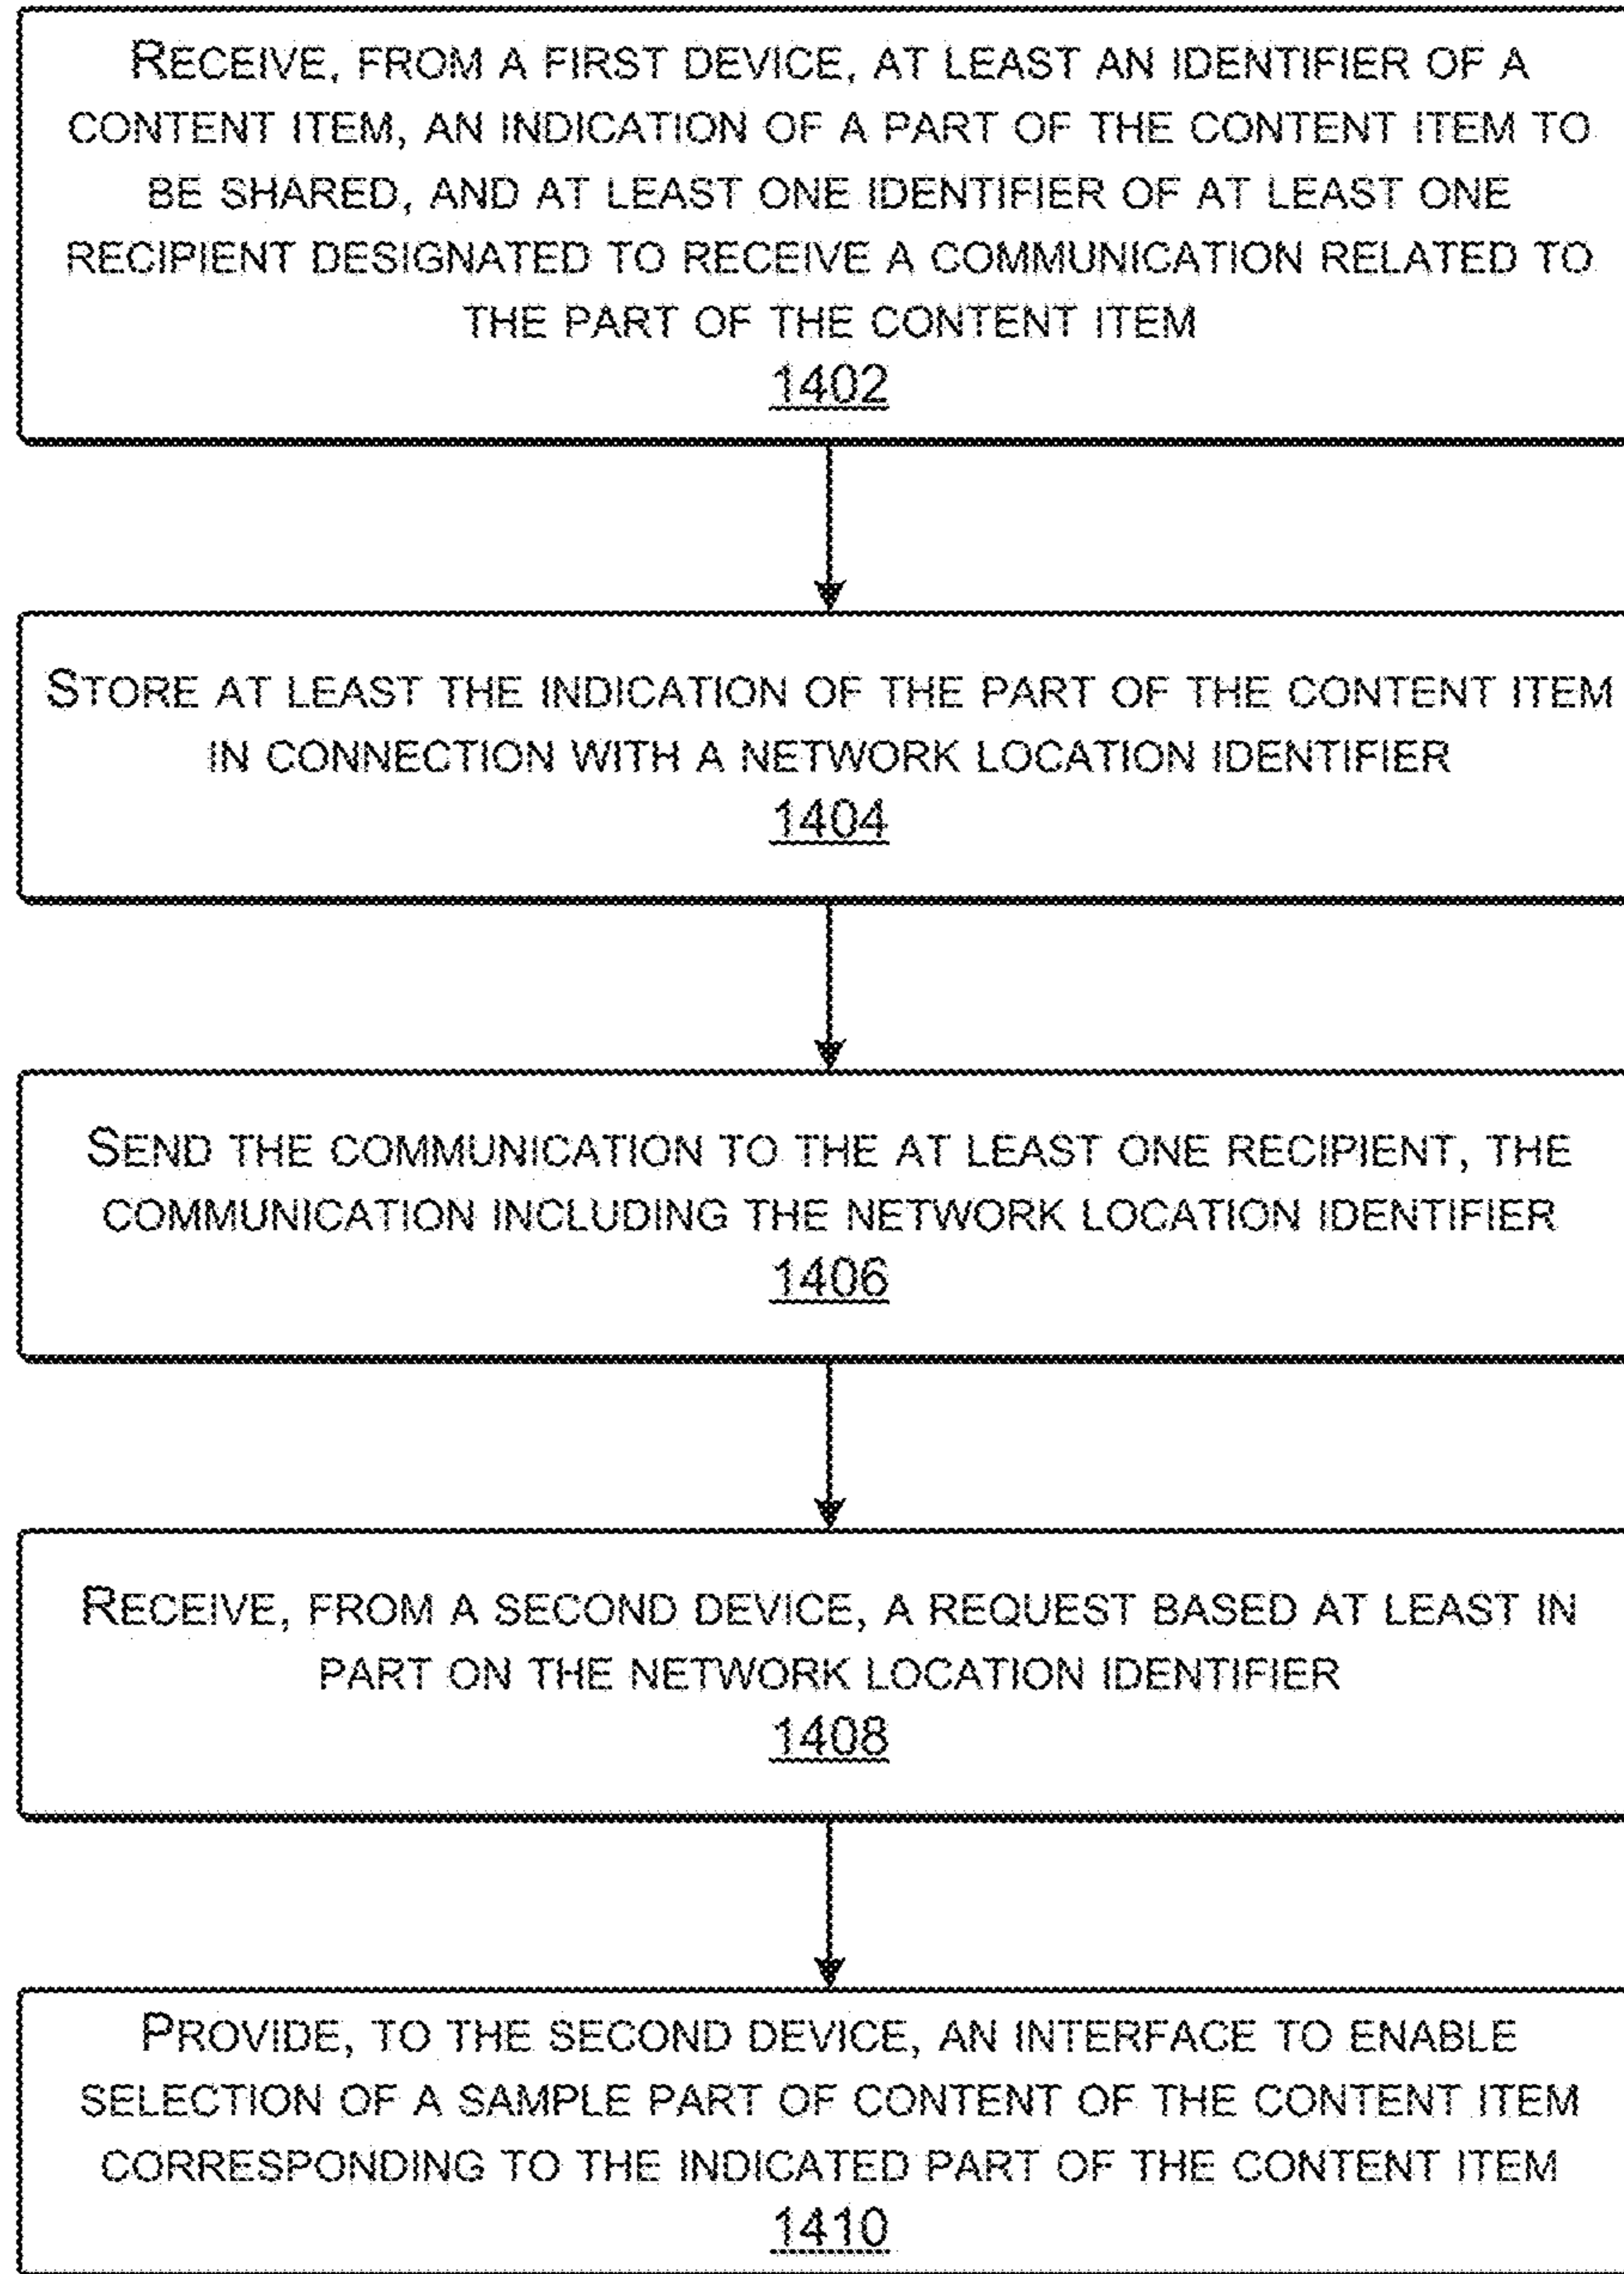 RECEIVE, FROM A FIRST DEVICE, AT LEAST AN IDENTIFIER OF A
CONTENT ITEM, AN INDICATION OF A PART OF THE CONTENT ITEM TO
BE SHARED, AND AT LEAST ONE IDENTIFIER OF AT LEAST ONE
RECIPIENT DESIGNATED TO RECEIVE A COMMUNICATION RELATED TO
THE PART OF THE CONTENT ITEM
1402
STORE AT LEAST THE INDICATION OF THE PART OF THE CONTENT ITEM
IN CONNECTION WITH A NETWORK LOCATION IDENTIFIER
1404
SEND THE COMMUNICATION TO THE AT LEAST ONE RECIPIENT, THE
COMMUNICATION INCLUDING THE NETWORK LOCATION IDENTIFIER
1406
RECEIVE, FROM A SECOND DEVICE, A REQUEST BASED AT LEAST IN
PART ON THE NETWORK LOCATION IDENTIFIER
1408
PROVIDE, TO THE SECOND DEVICE, AN INTERFACE TO ENABLE
SELECTION OF A SAMPLE PART OF CONTENT OF THE CONTENT ITEM
CORRESPONDING TO THE INDICATED PART OF THE CONTENT ITEM
1410